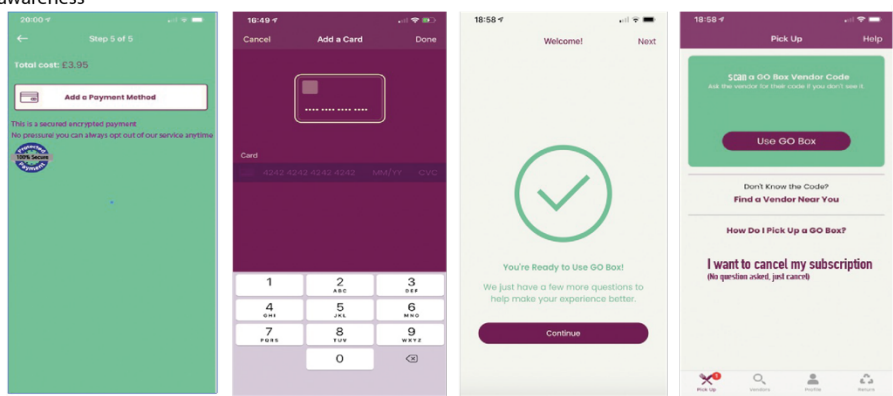 awareness
20:00
Step 5 of 5
Total cost: £3.95
Add a Payment Method
This is a secured encrypted payment
No pressure you can always opt out of our service anytime
Protected
100% Secure
Payment
16:49
Cancel Add a Card Done
Card
4242 4242 4242 4242 MM/YY CVC
1 2 3
ABC DEF
4 5 6
GHI JKL MNO
7 8 9
PQRS TUV WXYZ
0
18:58
Welcome! Next
You're Ready to Use GO Box!
We just have a few more questions to
help make your experience better.
Continue
18:58
Pick Up Help
scan a GO Box Vendor Code
Ask the vendor for their code if you don't see it.
Use GO Box
Don't Know the Code?
Find a Vendor Near You
How Do I Pick Up a GO Box?
I want to cancel my subscription
(No question asked, just cancel)
1
Pick Up Vendors Profile Return